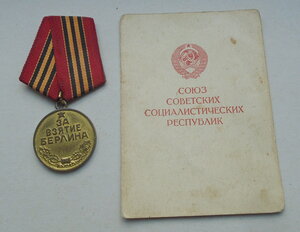 ЗА
ВЗЯТИЕ
БЕРЛИНА
СОЮЗ
СОВЕТСКИХ
СОЦИАЛИСТИЧЕСКИХ
РЕСПУБЛИК